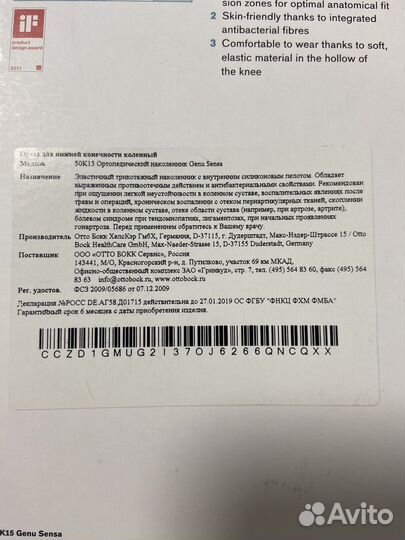 sion zones for optimal anatomical fit
2 Skin-friendly thanks to integrated
antibacterial fibres
3 Comfortable to wear thanks to soft,
elastic material in the hollow of
the knee
iF
product
design award
2012
Ортез для нижней конечности коленный
Модель 50K15 Ортопедический наколенник Genu Sensa
Назначение Эластичный трикотажный наколенник с внутренним силиконовым пелотом. Обладает
выраженным противоотечным действием и антибактериальными свойствами. Рекомендован
при ощущении легкой неустойчивости в коленном суставе, воспалительных явлениях после
травм и операций, хроническом воспалении с отеком периартикулярных тканей, скоплении
жидкости в коленном суставе, отеке области сустава (например, при артрозе, артрите),
болевом синдроме при тендомиопатиях, лигаментозах, при начальных проявлениях
гонартроза. Перед применением обратитесь к Вашему врачу.
Производитель Отто Бокк ХелсКэр ГмбХ, Германия, D-37115, г. Дудерштадт, Макс-Нэдер-Штрассе 15 / Otto
Bock HealthCare GmbH, Max-Naeder-Strasse 15, D-37155 Duderstadt, Germany
Поставщик ООО «ОТТО БОКК Сервис», Россия
143441, М/О, Красногорский р-н, д. Путилково, участок 69 км МКАД,
Офисно-общественный комплекс ЗАО «Гринвуд», стр. 7, тел. (495) 564 83 60, факс (495) 564
83 63 info@ottobock.ru, www.ottobock.ru
Рег. удостов. ФСЗ 2009/05686 от 07.12.2009
Декларация №РОСС DE.АГ58.Д01715 действительна до 27.01.2019 ОС ФГБУ "ФНКЦ ФХМ ФМБА"
Гарантийный срок 6 месяцев с даты приобретения изделия.
CCZD1GMUG2I37OJ6266QNCQXX
K15 Genu Sensa
Avito